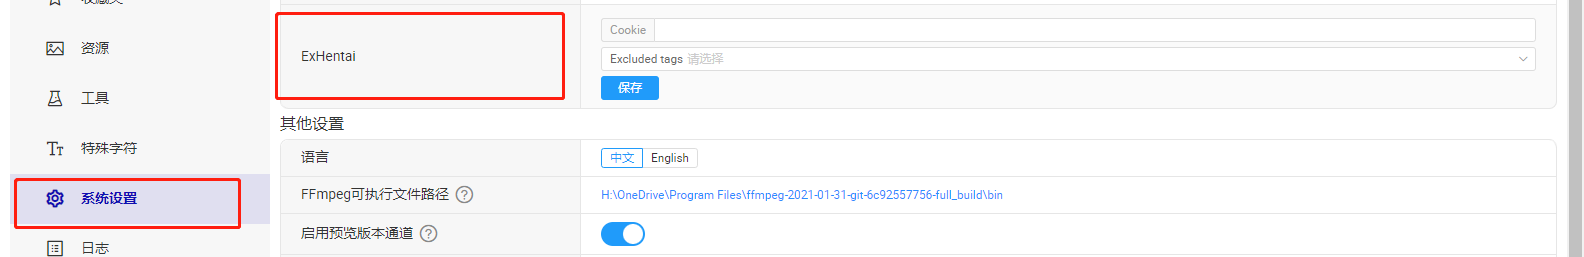 收藏夹
资源
工具
特殊字符
系统设置
日志
ExHentai
Cookie
Excluded tags 请选择
保存
其他设置
语言
中文 English
FFmpeg可执行文件路径 ?
H:\OneDrive\Program Files\ffmpeg-2021-01-31-git-6c92557756-full_build\bin
启用预览版本通道 ?